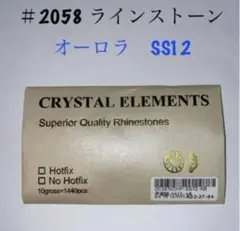 ＃2058 ラインストーン
オーロラ SS12
CRYSTAL ELEMENTS
Superior Quality Rhinestones
□ Hotfix
□ No Hotfix
10gross=1440pcs